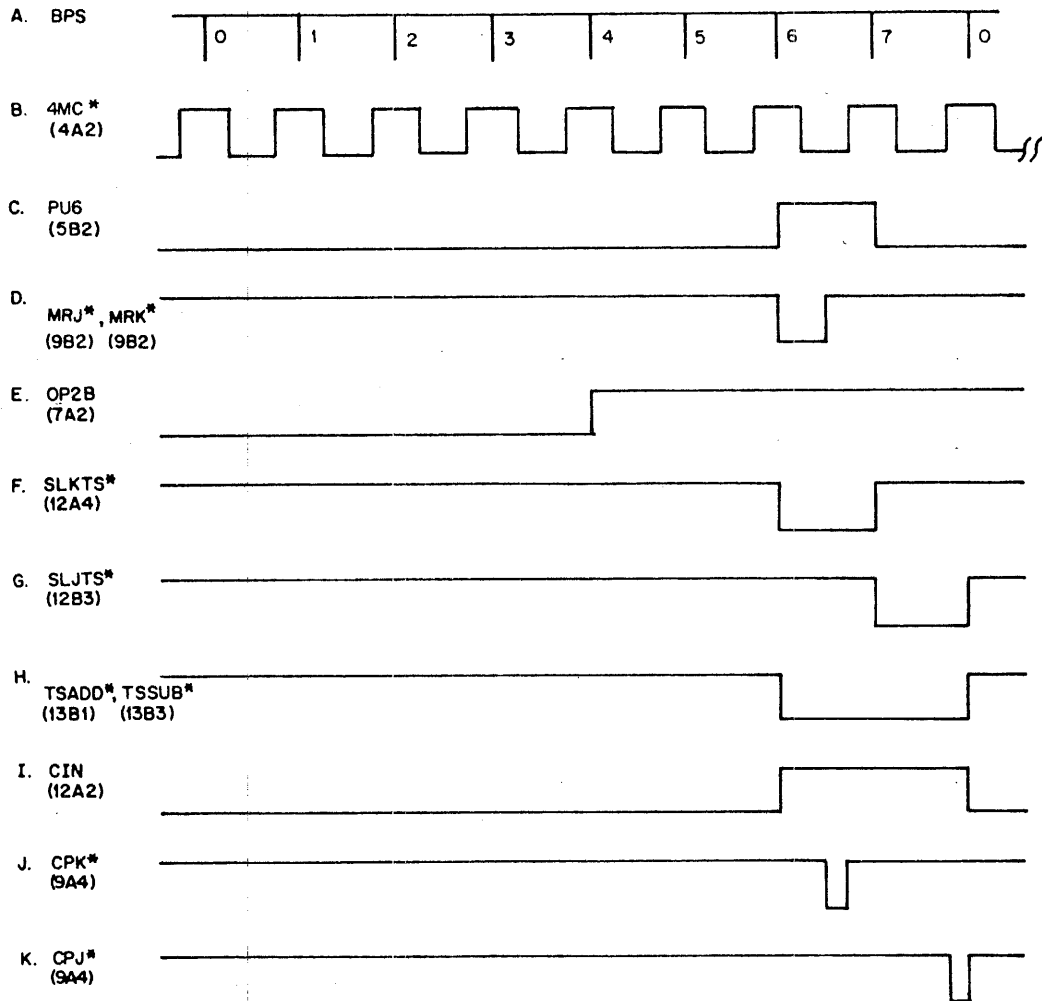 A. BPS
0 1 2 3 4 5 6 7 0
B. 4MC*
(4A2)
C. PU6
(5B2)
D.
MRJ*, MRK*
(9B2) (9B2)
E. OP2B
(7A2)
F. SLKTS*
(12A4)
G. SLJTS*
(12B3)
H.
TSADD*, TSSUB*
(13B1) (13B3)
I. CIN
(12A2)
J. CPK*
(9A4)
K. CPJ*
(9A4)